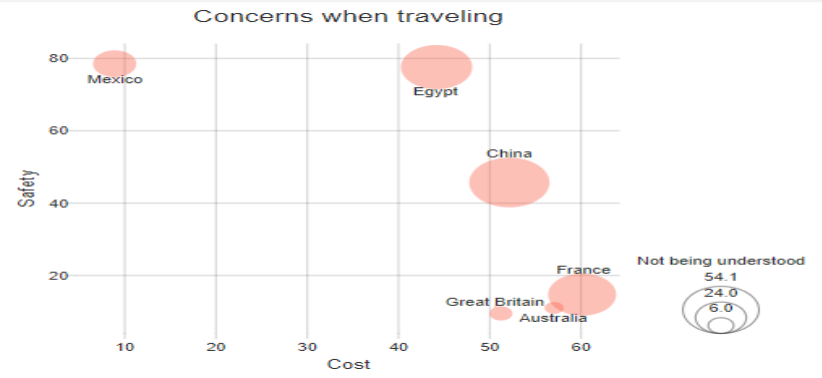 Concerns when traveling
80
Mexico
Egypt
60
China
Safety
40
Not being understood
20
France
54.1
24.0
Great Britain
6.0
Australia
10 20 30 40 50 60
Cost